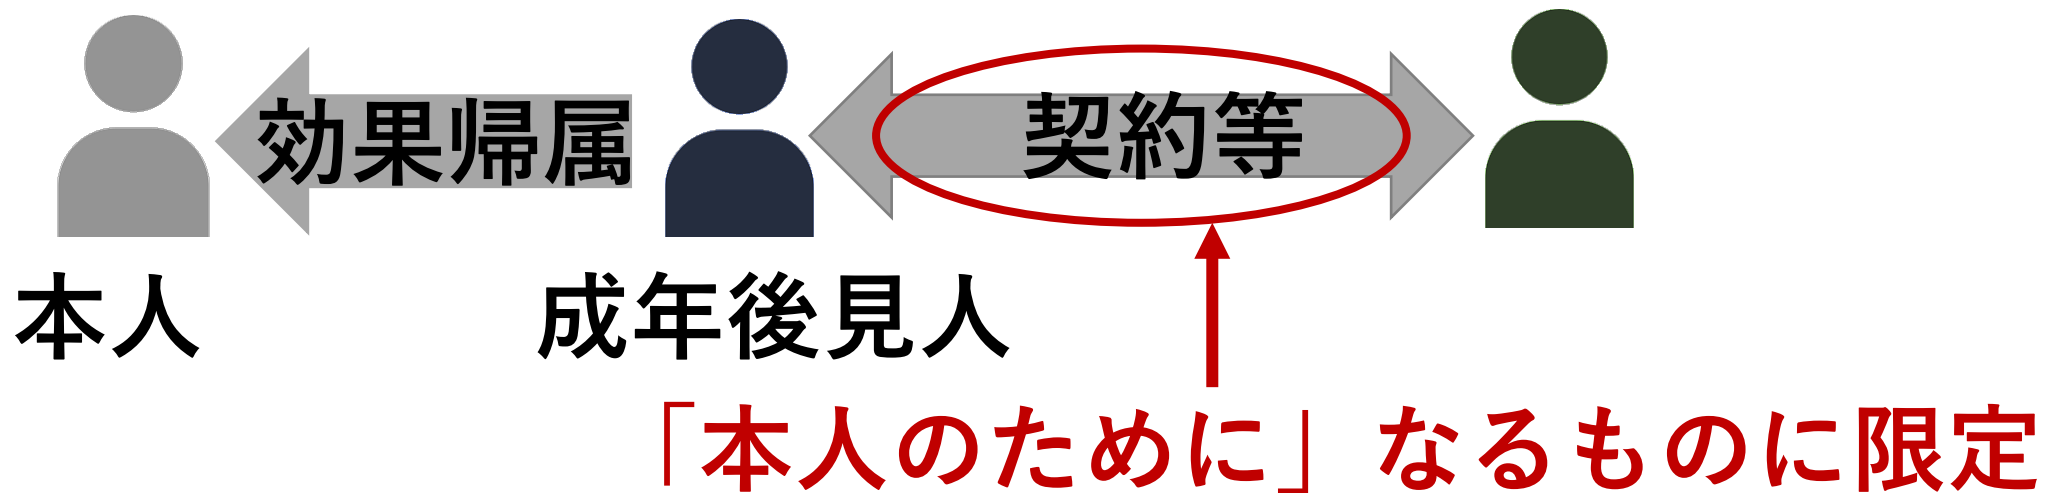 効果帰属
契約等
本人
成年後見人
「本人のために」なるものに限定